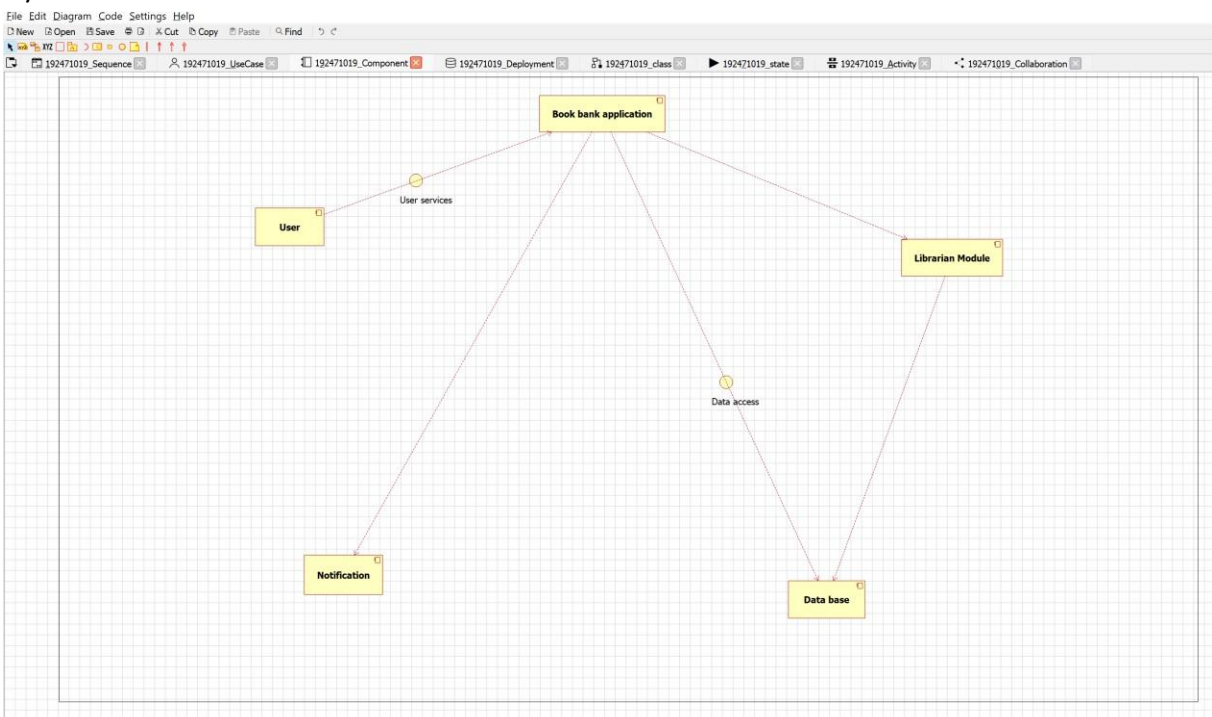 File Edit Diagram Code Settings Help
New Open Save Cut Copy Paste Find
XYZ
192471019_Sequence 192471019_UseCase 192471019_Component 192471019_Deployment 192471019_class 192471019_state 192471019_Activity 192471019_Collaboration
Book bank application
User services
User
Librarian Module
Data access
Notification
Data base